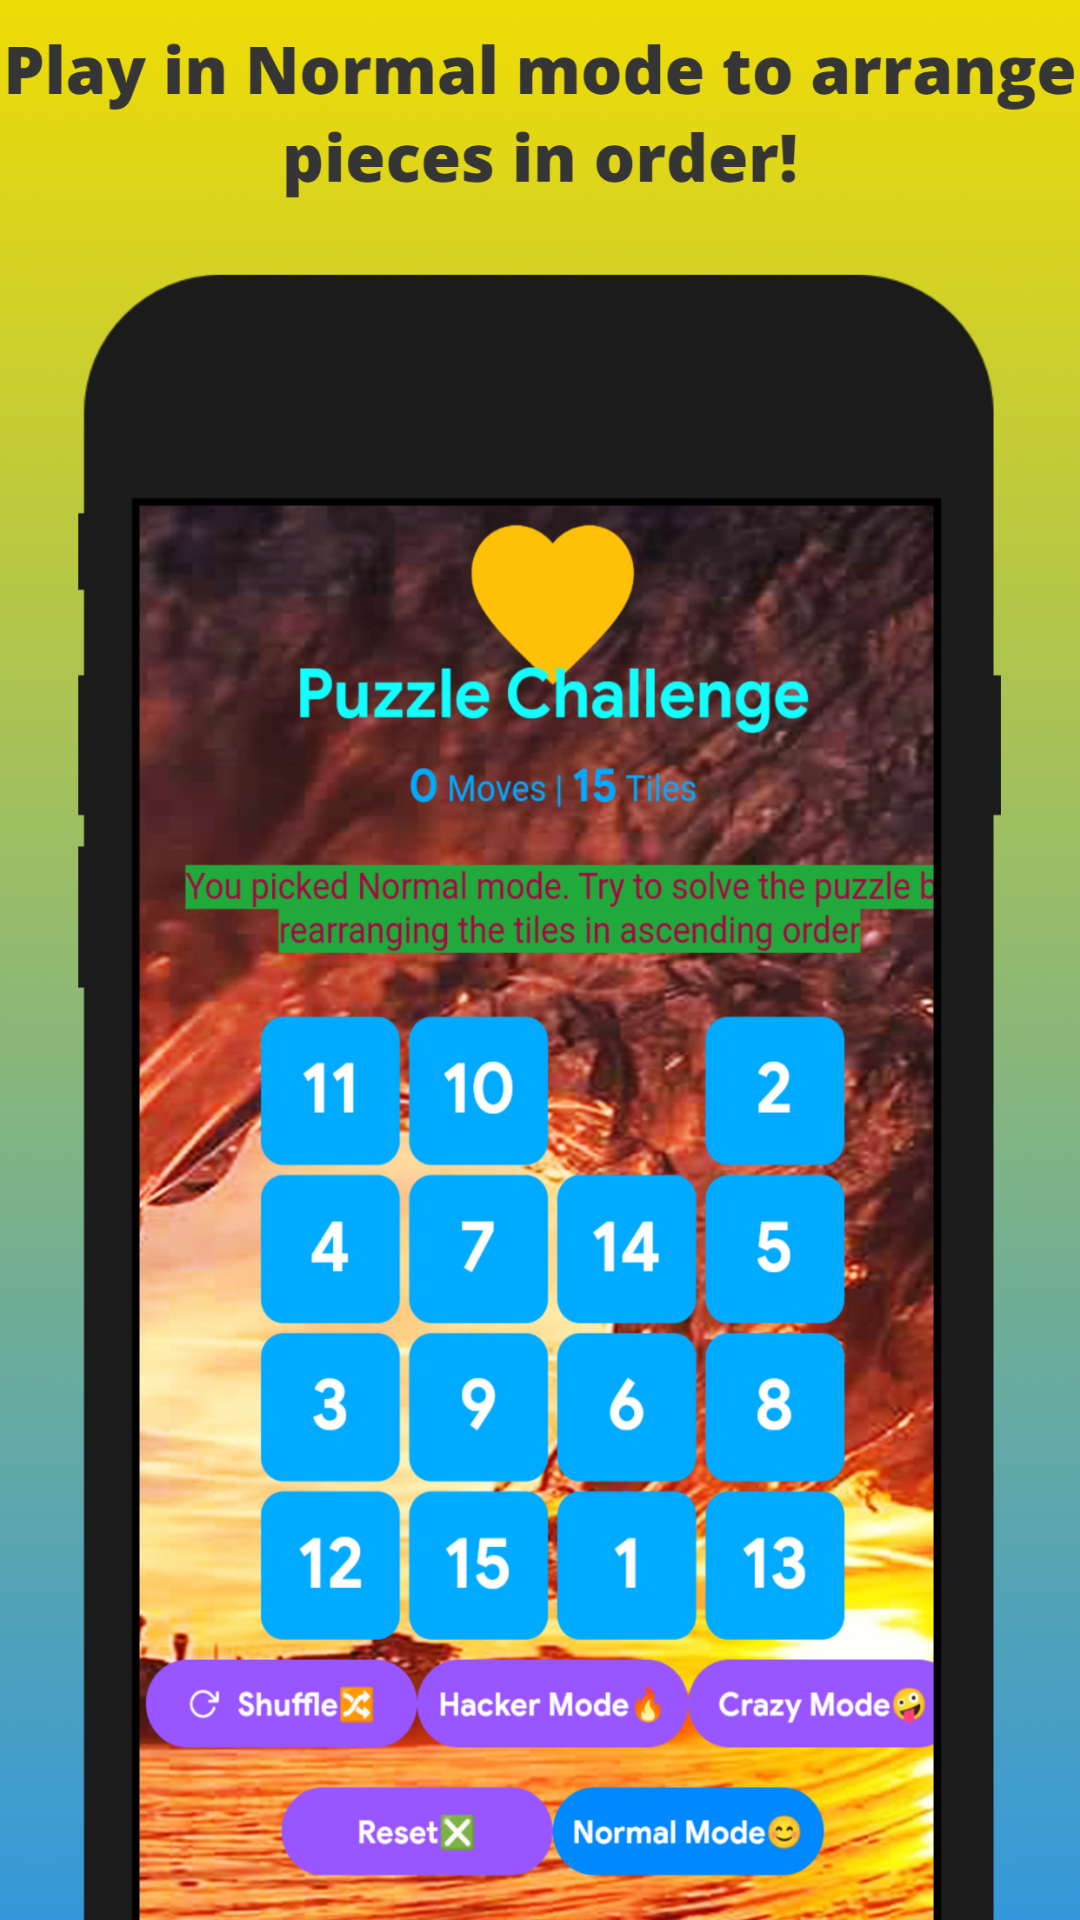 Play in Normal mode to arrange
pieces in order!
Puzzle Challenge
0 Moves | 15 Tiles
You picked Normal mode. Try to solve the puzzle b
rearranging the tiles in ascending order
11 10 2
4 7 14 5
3 9 6 8
12 15 1 13
Shuffle🔀 Hacker Mode🔥 Crazy Mode🤪
Reset❎ Normal Mode😊